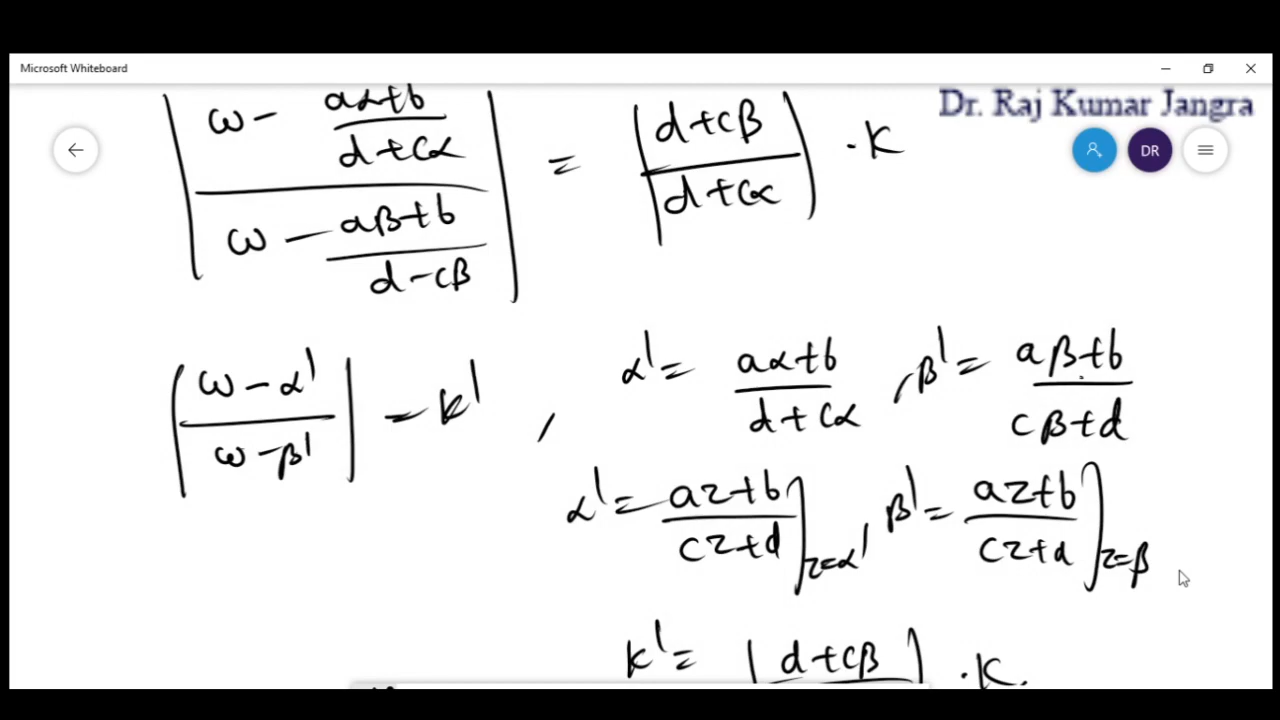 Microsoft Whiteboard
Dr. Raj Kumar Jangra
DR
| (ω - (aα+b)/(d+cα)) / (ω - (aβ+b)/(d-cβ)) | = | (d+cβ)/(d+cα) | . K
| (ω - α')/(ω - β') | = k' , α' = (aα+b)/(d+cα) , β' = (aβ+b)/(cβ+d)
α' = (az+b)/(cz+d) ]z=α , β' = (az+b)/(cz+d) ]z=β
k' = | d+cβ | . K.